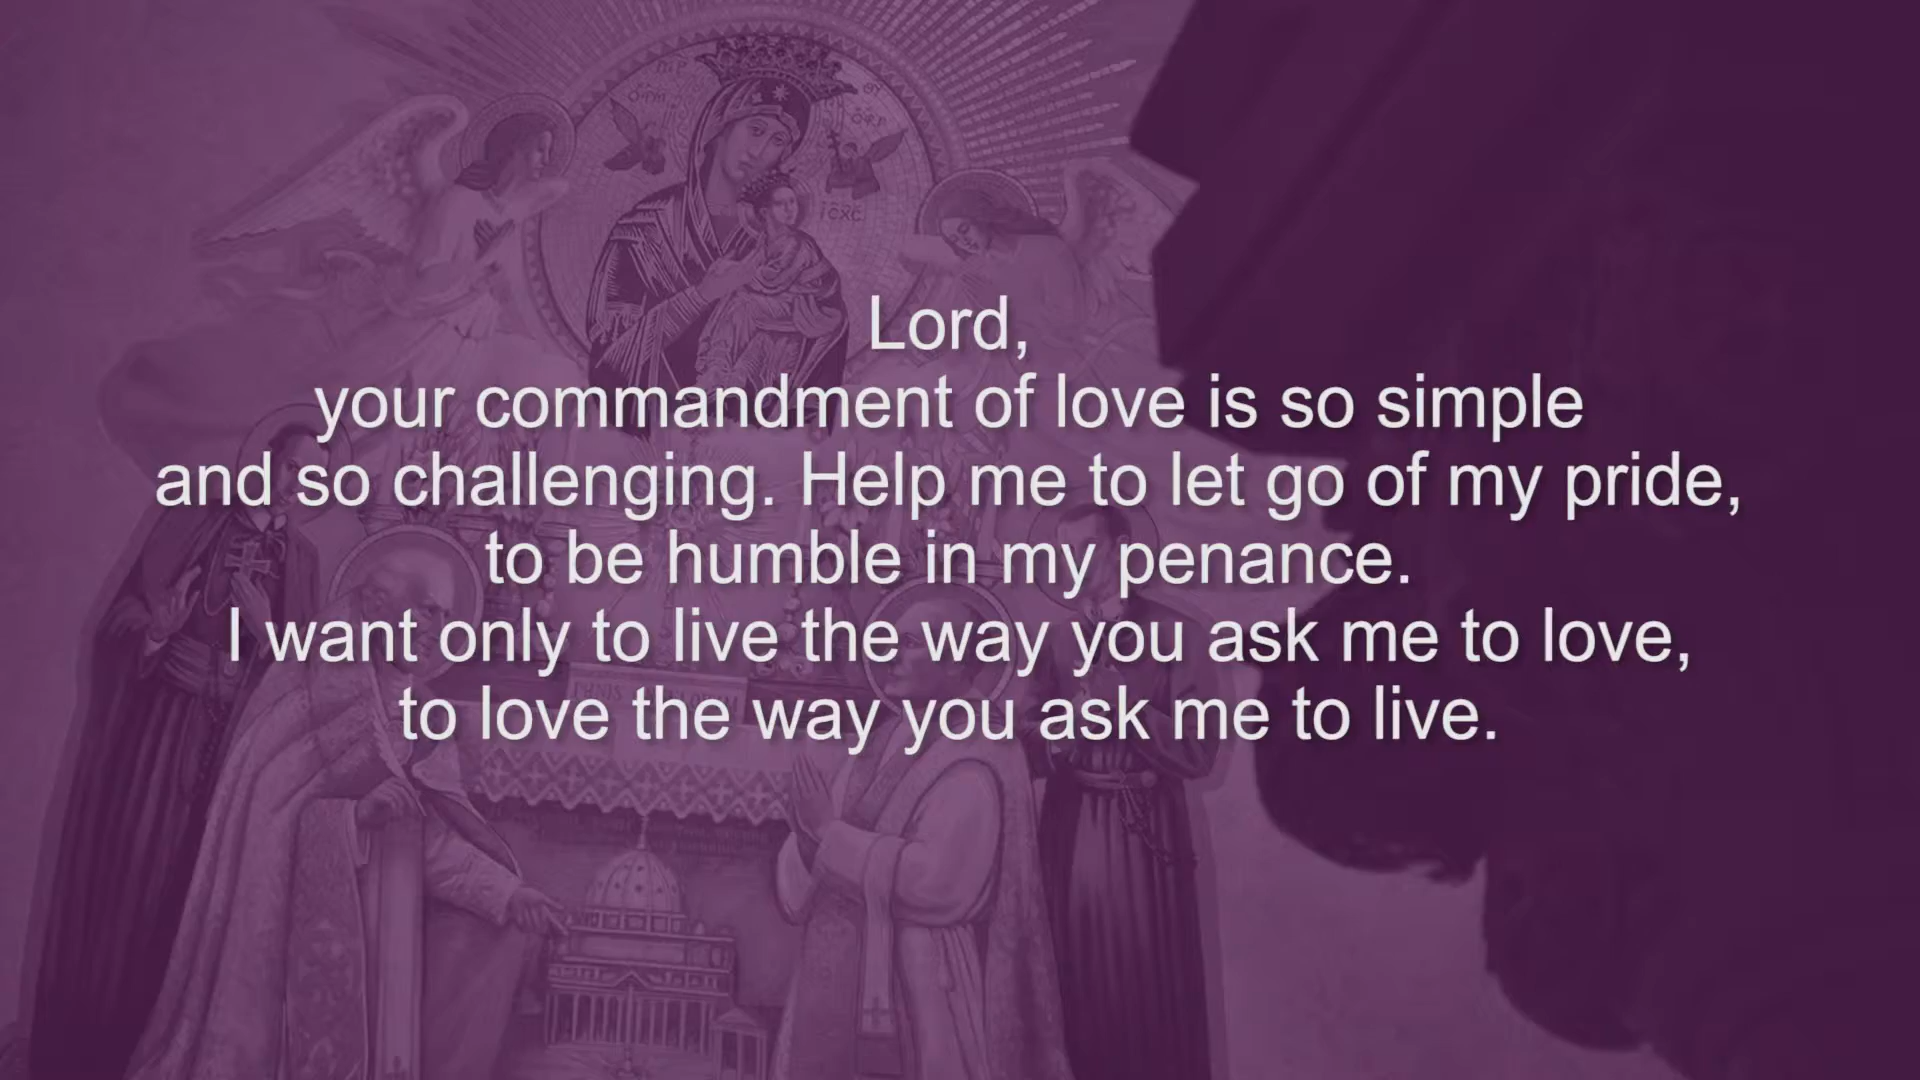 Lord,
your commandment of love is so simple
and so challenging. Help me to let go of my pride,
to be humble in my penance.
I want only to live the way you ask me to love,
to love the way you ask me to live.